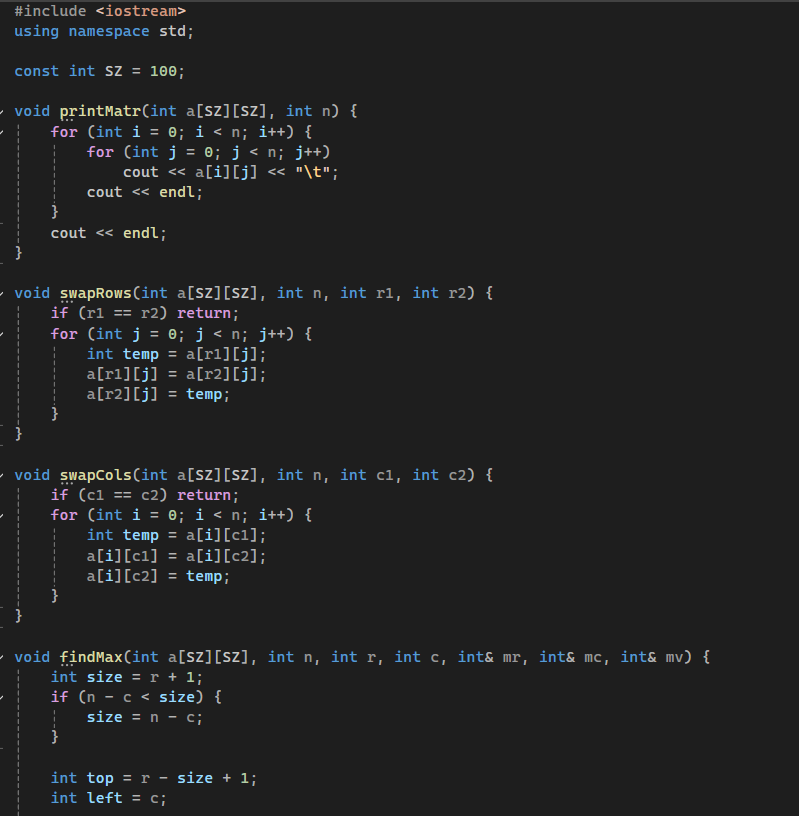 #include <iostream>
using namespace std;

const int SZ = 100;

void printMatr(int a[SZ][SZ], int n) {
    for (int i = 0; i < n; i++) {
        for (int j = 0; j < n; j++)
            cout << a[i][j] << "\t";
        cout << endl;
    }
    cout << endl;
}

void swapRows(int a[SZ][SZ], int n, int r1, int r2) {
    if (r1 == r2) return;
    for (int j = 0; j < n; j++) {
        int temp = a[r1][j];
        a[r1][j] = a[r2][j];
        a[r2][j] = temp;
    }
}

void swapCols(int a[SZ][SZ], int n, int c1, int c2) {
    if (c1 == c2) return;
    for (int i = 0; i < n; i++) {
        int temp = a[i][c1];
        a[i][c1] = a[i][c2];
        a[i][c2] = temp;
    }
}

void findMax(int a[SZ][SZ], int n, int r, int c, int& mr, int& mc, int& mv) {
    int size = r + 1;
    if (n - c < size) {
        size = n - c;
    }

    int top = r - size + 1;
    int left = c;